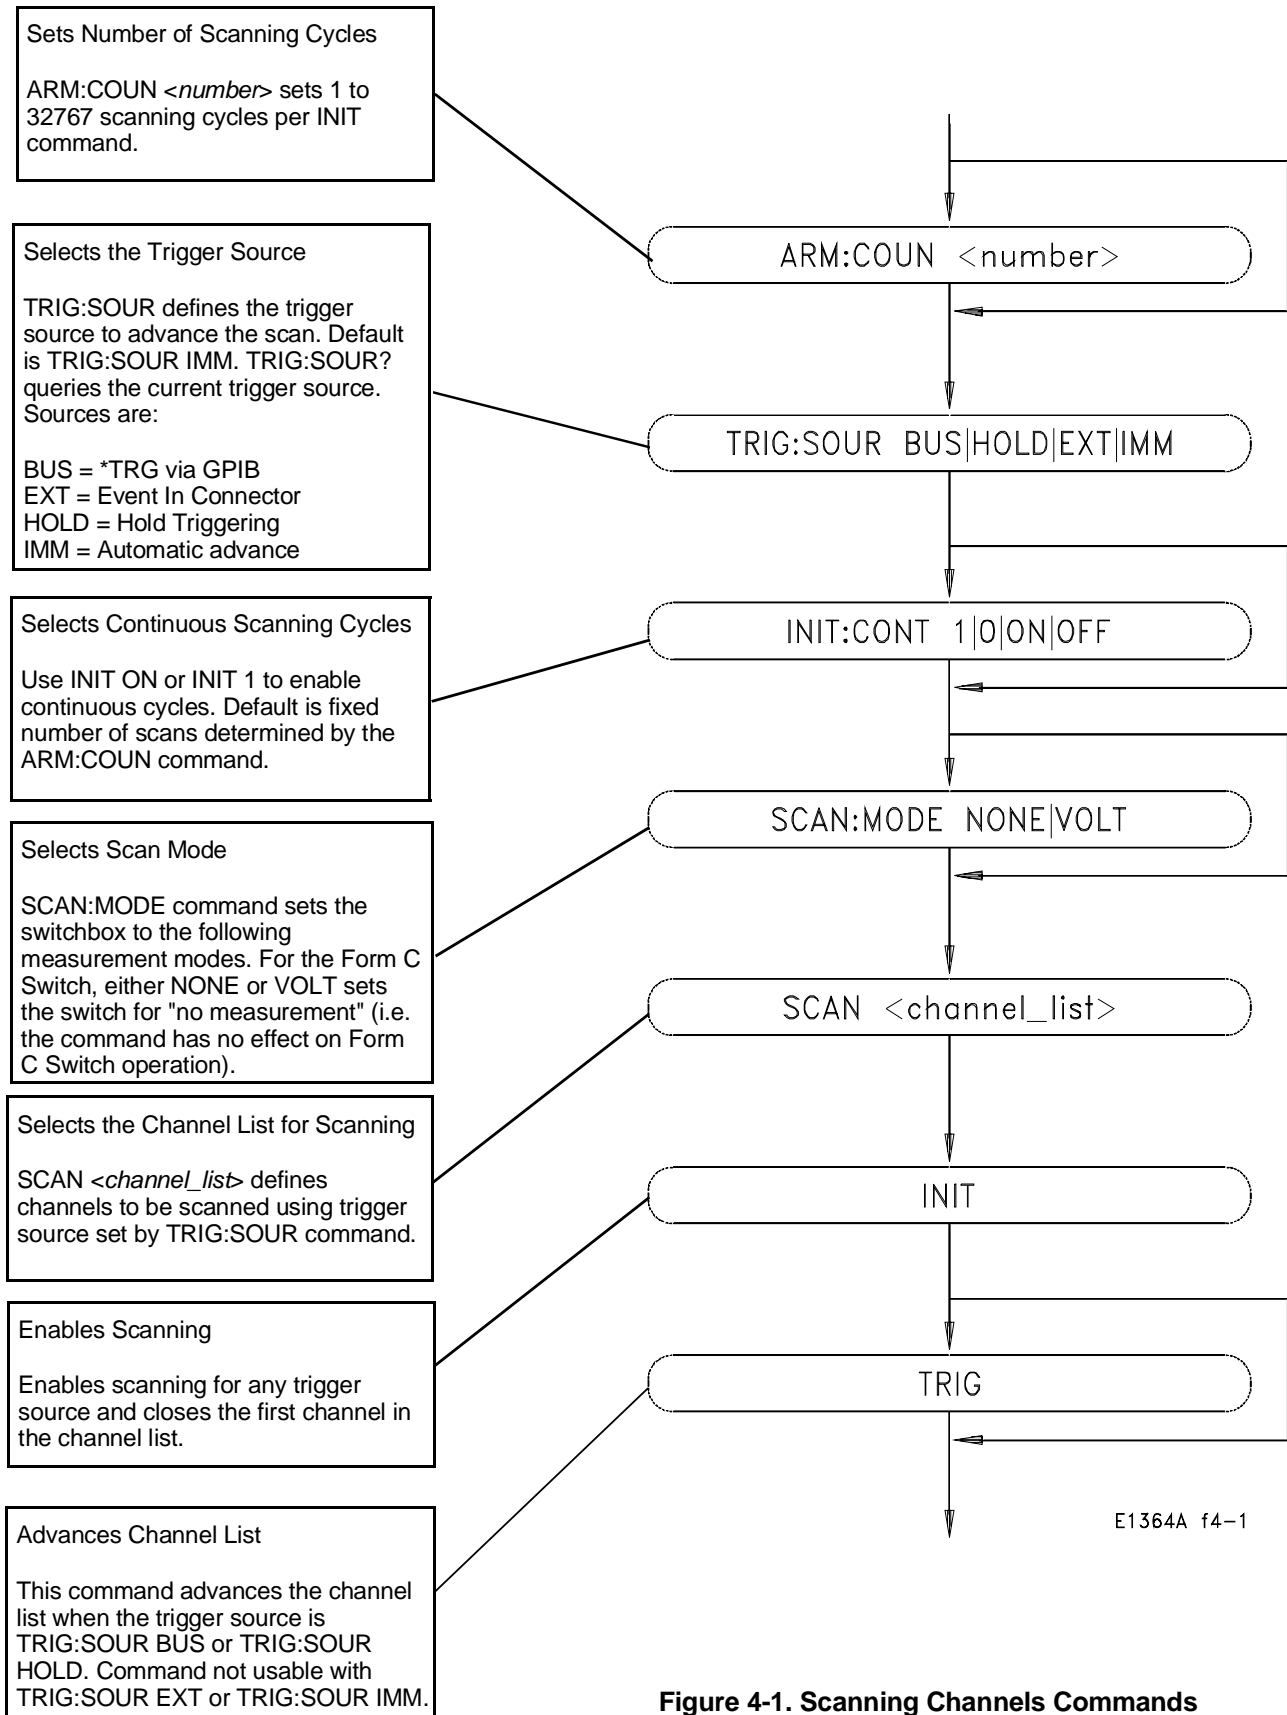 Sets Number of Scanning Cycles
ARM:COUN <number> sets 1 to
32767 scanning cycles per INIT
command.
Selects the Trigger Source
TRIG:SOUR defines the trigger
source to advance the scan. Default
is TRIG:SOUR IMM. TRIG:SOUR?
queries the current trigger source.
Sources are:
BUS = *TRG via GPIB
EXT = Event In Connector
HOLD = Hold Triggering
IMM = Automatic advance
Selects Continuous Scanning Cycles
Use INIT ON or INIT 1 to enable
continuous cycles. Default is fixed
number of scans determined by the
ARM:COUN command.
Selects Scan Mode
SCAN:MODE command sets the
switchbox to the following
measurement modes. For the Form C
Switch, either NONE or VOLT sets
the switch for "no measurement" (i.e.
the command has no effect on Form
C Switch operation).
Selects the Channel List for Scanning
SCAN <channel_list> defines
channels to be scanned using trigger
source set by TRIG:SOUR command.
Enables Scanning
Enables scanning for any trigger
source and closes the first channel in
the channel list.
Advances Channel List
This command advances the channel
list when the trigger source is
TRIG:SOUR BUS or TRIG:SOUR
HOLD. Command not usable with
TRIG:SOUR EXT or TRIG:SOUR IMM.
ARM:COUN <number>
TRIG:SOUR BUS|HOLD|EXT|IMM
INIT:CONT 1|0|ON|OFF
SCAN:MODE NONE|VOLT
SCAN <channel_list>
INIT
TRIG
E1364A f4-1
Figure 4-1. Scanning Channels Commands